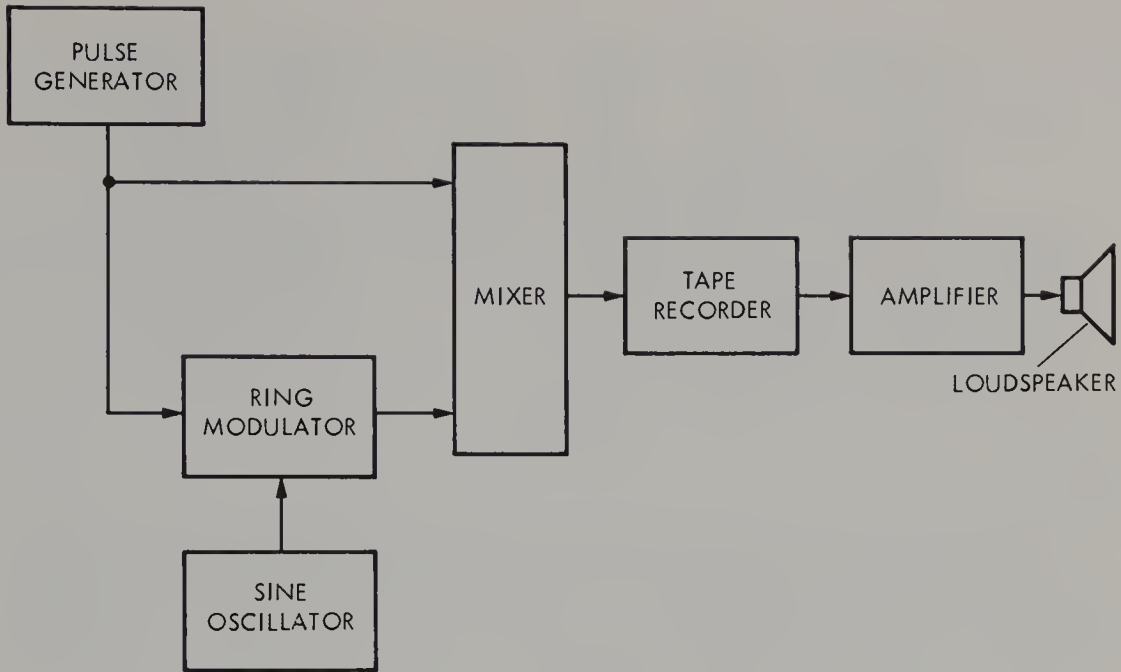 PULSE
GENERATOR
MIXER
TAPE
RECORDER
AMPLIFIER
LOUDSPEAKER
RING
MODULATOR
SINE
OSCILLATOR